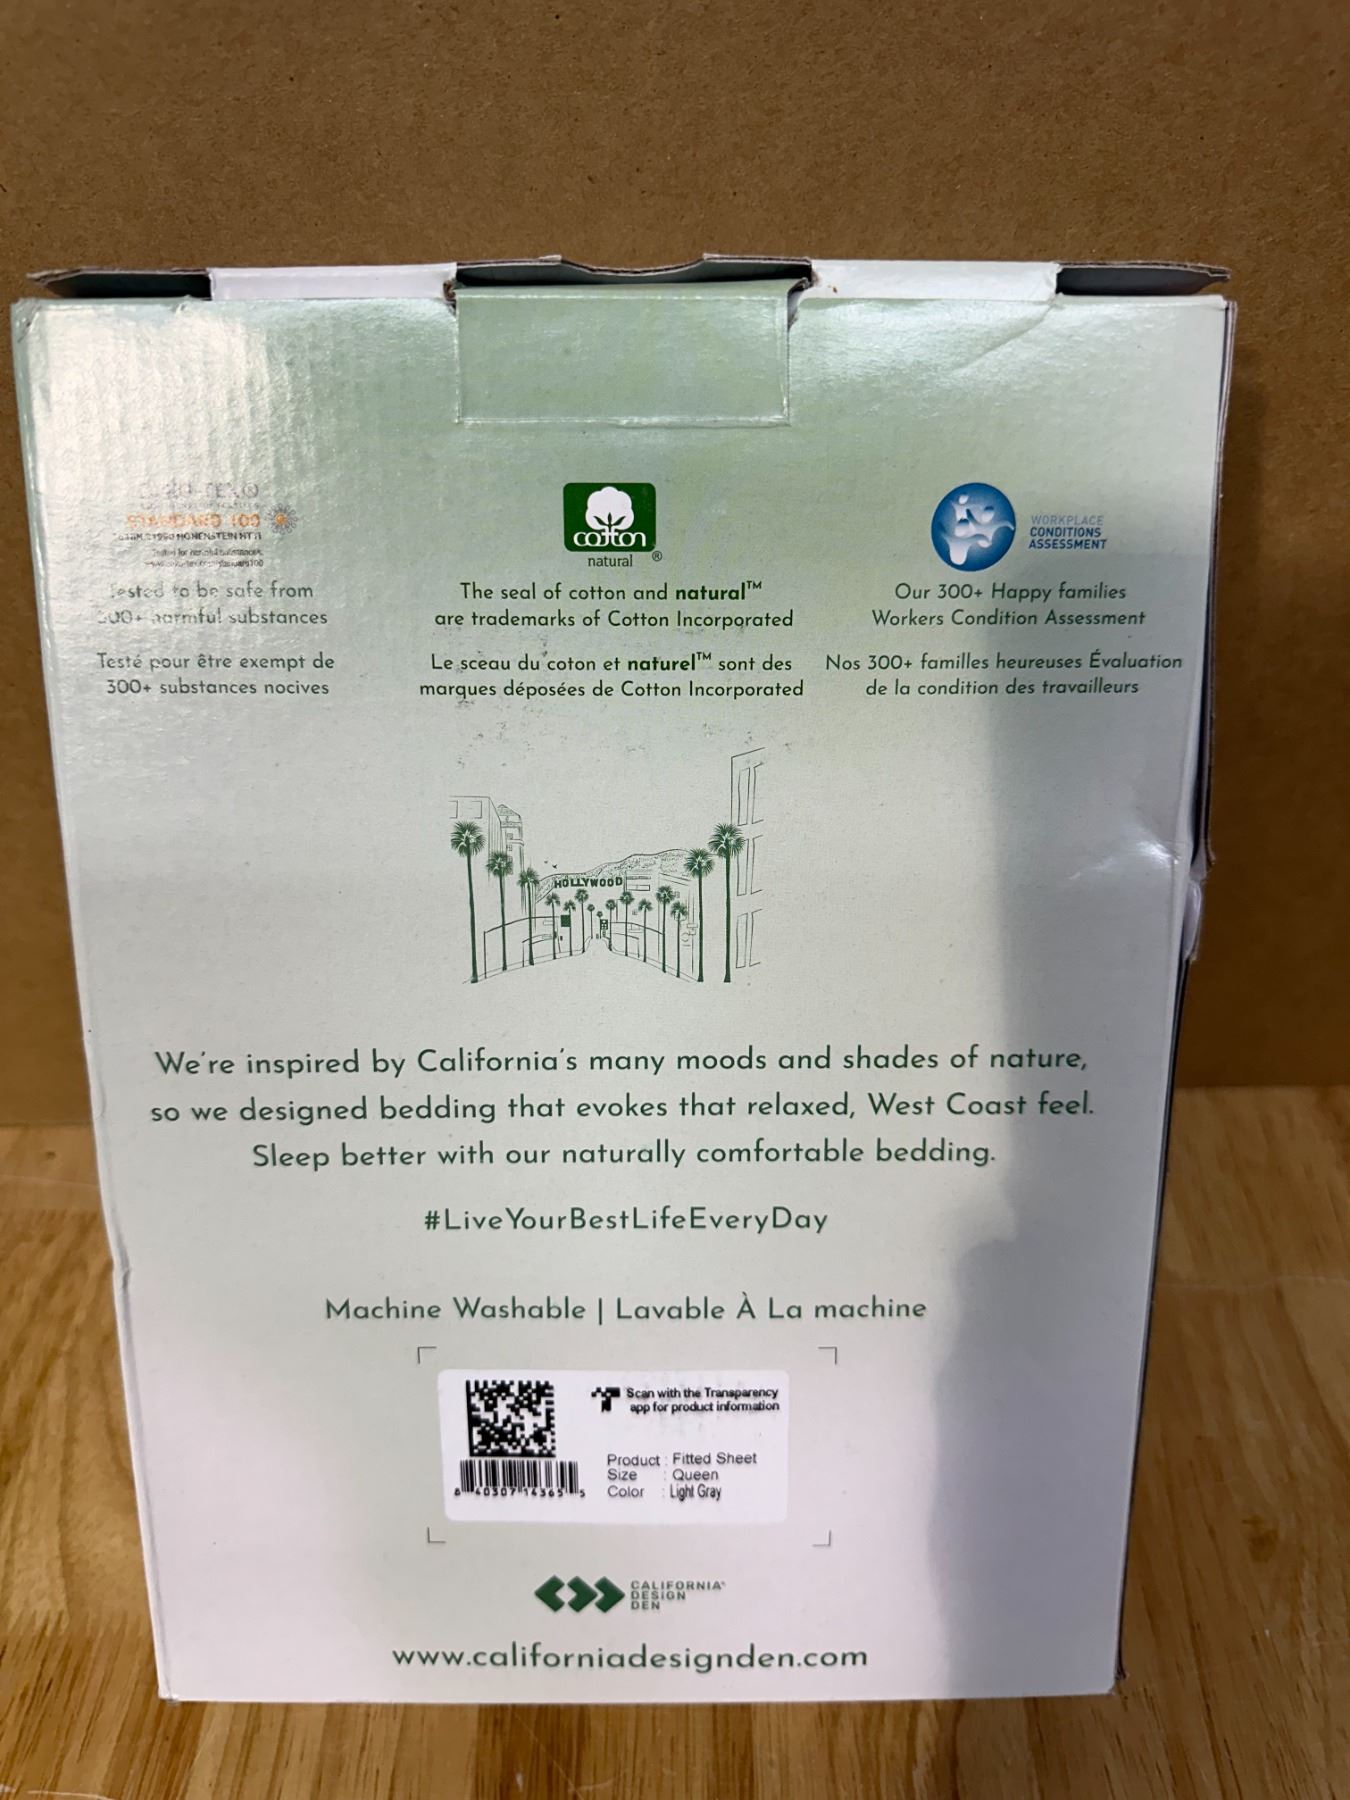 STANDARD 100
Tested to be safe from
harmful substances
Testé pour être exempt de
300+ substances nocives
cotton
natural ®
The seal of cotton and natural™
are trademarks of Cotton Incorporated
Le sceau du coton et naturel™ sont des
marques déposées de Cotton Incorporated
WORKPLACE
CONDITIONS
ASSESSMENT
Our 300+ Happy families
Workers Condition Assessment
Nos 300+ familles heureuses Évaluation
de la condition des travailleurs
HOLLYWOOD
We're inspired by California's many moods and shades of nature,
so we designed bedding that evokes that relaxed, West Coast feel.
Sleep better with our naturally comfortable bedding.
#LiveYourBestLifeEveryDay
Machine Washable | Lavable À La machine
Scan with the Transparency
app for product information
Product : Fitted Sheet
Size : Queen
Color : Light Gray
8 40307 14365 5
CALIFORNIA®
DESIGN
DEN
www.californiadesignden.com